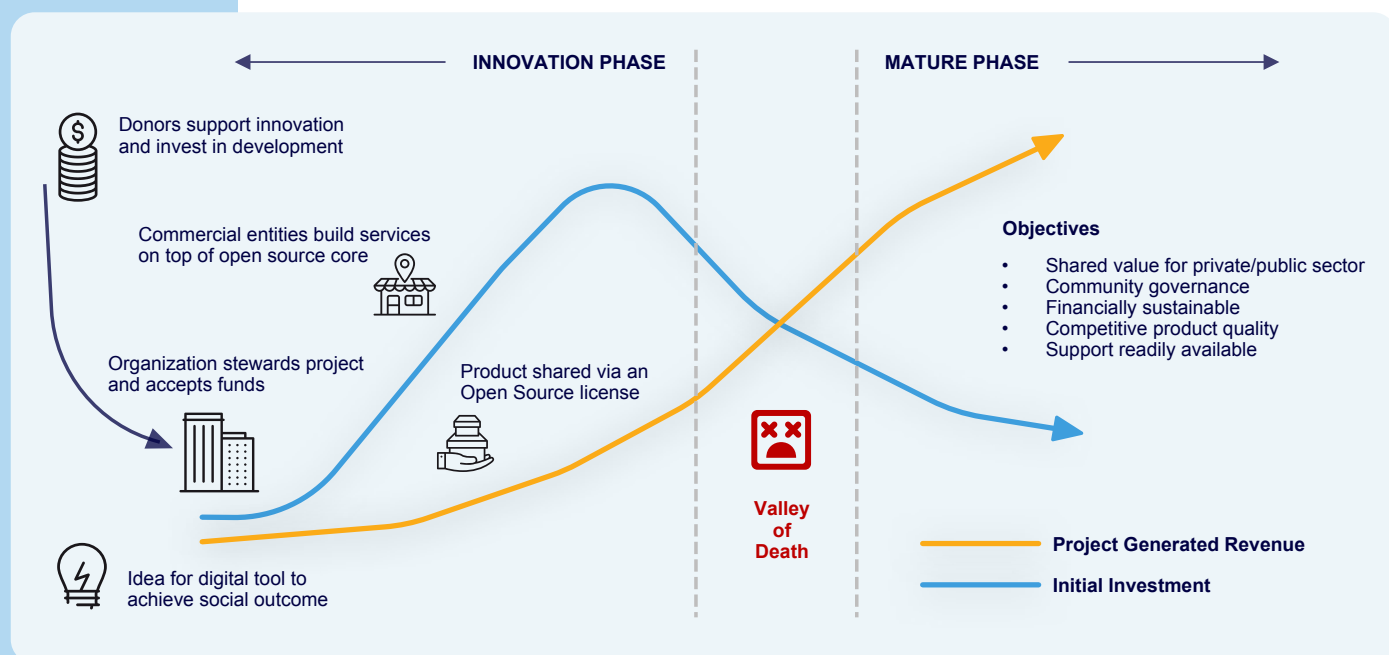 INNOVATION PHASE
MATURE PHASE
Donors support innovation
and invest in development
Commercial entities build services
on top of open source core
Organization stewards project
and accepts funds
Product shared via an
Open Source license
Idea for digital tool to
achieve social outcome
Valley
of
Death
Objectives
• Shared value for private/public sector
• Community governance
• Financially sustainable
• Competitive product quality
• Support readily available
Project Generated Revenue
Initial Investment
$